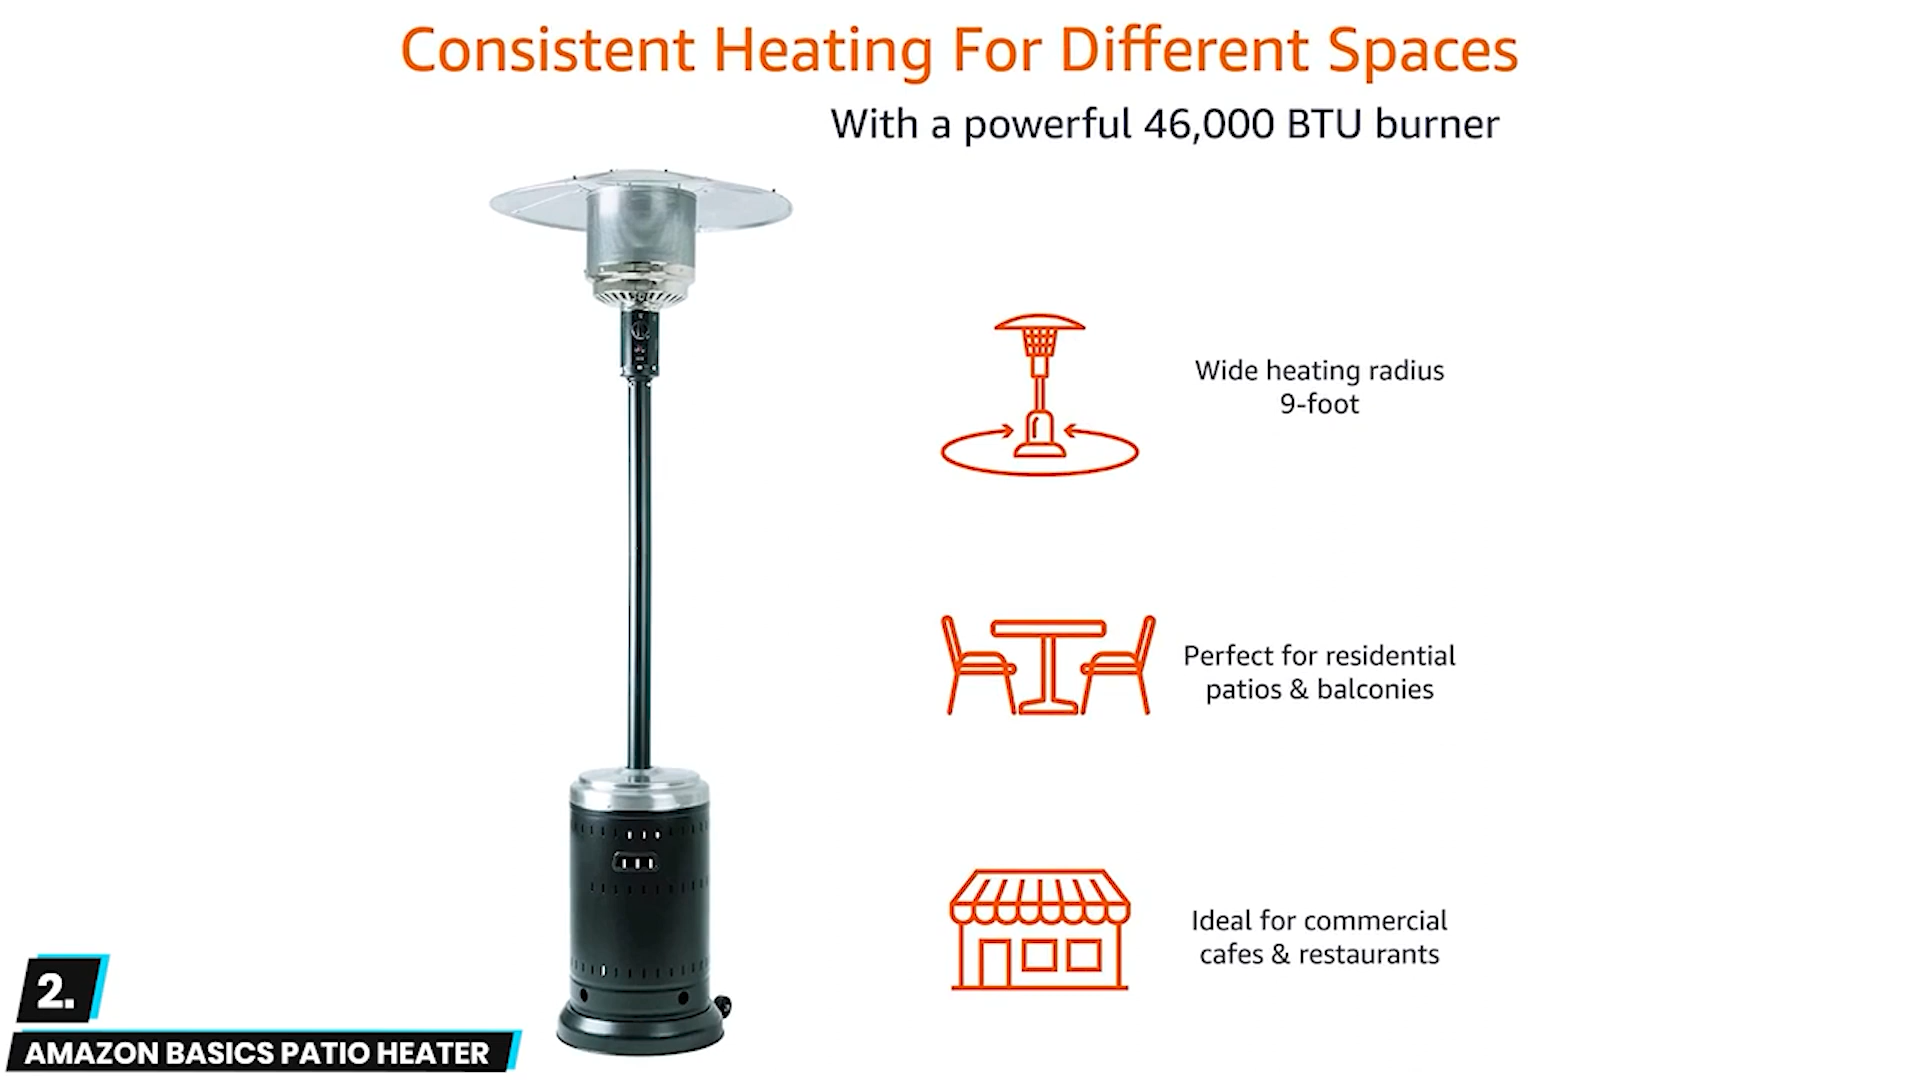 Consistent Heating For Different Spaces
With a powerful 46,000 BTU burner
Wide heating radius
9-foot
Perfect for residential
patios & balconies
Ideal for commercial
cafes & restaurants
2.
AMAZON BASICS PATIO HEATER